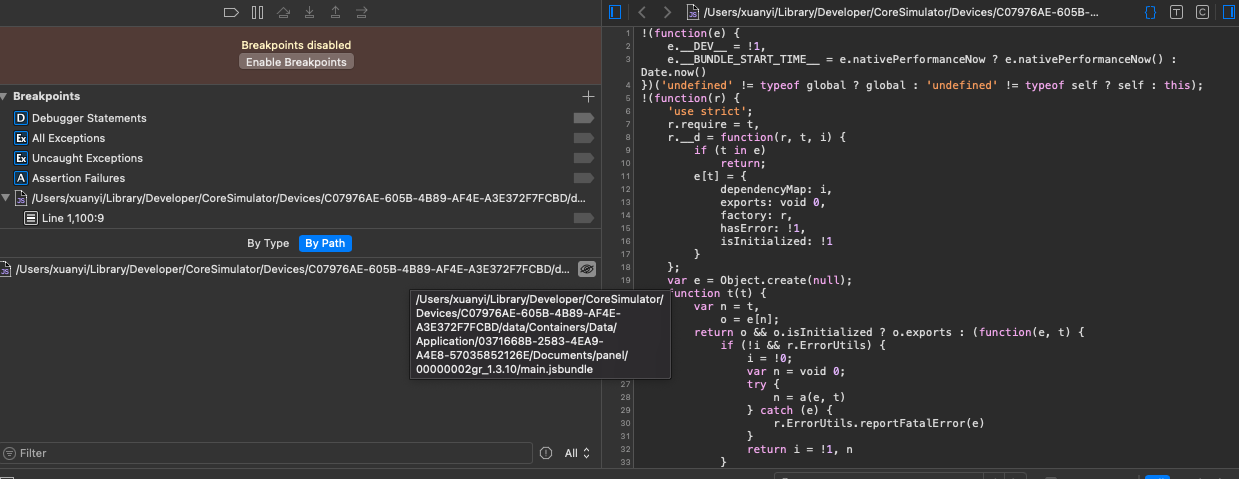 /Users/xuanyi/Library/Developer/CoreSimulator/Devices/C07976AE-605B-...
Breakpoints disabled
Enable Breakpoints
Breakpoints
D Debugger Statements
Ex All Exceptions
Ex Uncaught Exceptions
A Assertion Failures
JS /Users/xuanyi/Library/Developer/CoreSimulator/Devices/C07976AE-605B-4B89-AF4E-A3E372F7FCBD/d...
Line 1,100:9
By Type By Path
JS /Users/xuanyi/Library/Developer/CoreSimulator/Devices/C07976AE-605B-4B89-AF4E-A3E372F7FCBD/d...
/Users/xuanyi/Library/Developer/CoreSimulator/
Devices/C07976AE-605B-4B89-AF4E-
A3E372F7FCBD/data/Containers/Data/
Application/0371668B-2583-4EA9-
A4E8-57035852126E/Documents/panel/
00000002gr_1.3.10/main.jsbundle
Filter
All
1 !(function(e) {
2 e.__DEV__ = !1,
3 e.__BUNDLE_START_TIME__ = e.nativePerformanceNow ? e.nativePerformanceNow() :
Date.now()
4 })('undefined' != typeof global ? global : 'undefined' != typeof self ? self : this);
5 !(function(r) {
6 'use strict';
7 r.require = t,
8 r.__d = function(r, t, i) {
9 if (t in e)
10 return;
11 e[t] = {
12 dependencyMap: i,
13 exports: void 0,
14 factory: r,
15 hasError: !1,
16 isInitialized: !1
17 }
18 };
19 var e = Object.create(null);
function t(t) {
var n = t,
o = e[n];
return o && o.isInitialized ? o.exports : (function(e, t) {
if (!i && r.ErrorUtils) {
i = !0;
var n = void 0;
27 try {
28 n = a(e, t)
29 } catch (e) {
30 r.ErrorUtils.reportFatalError(e)
31 }
32 return i = !1, n
33 }